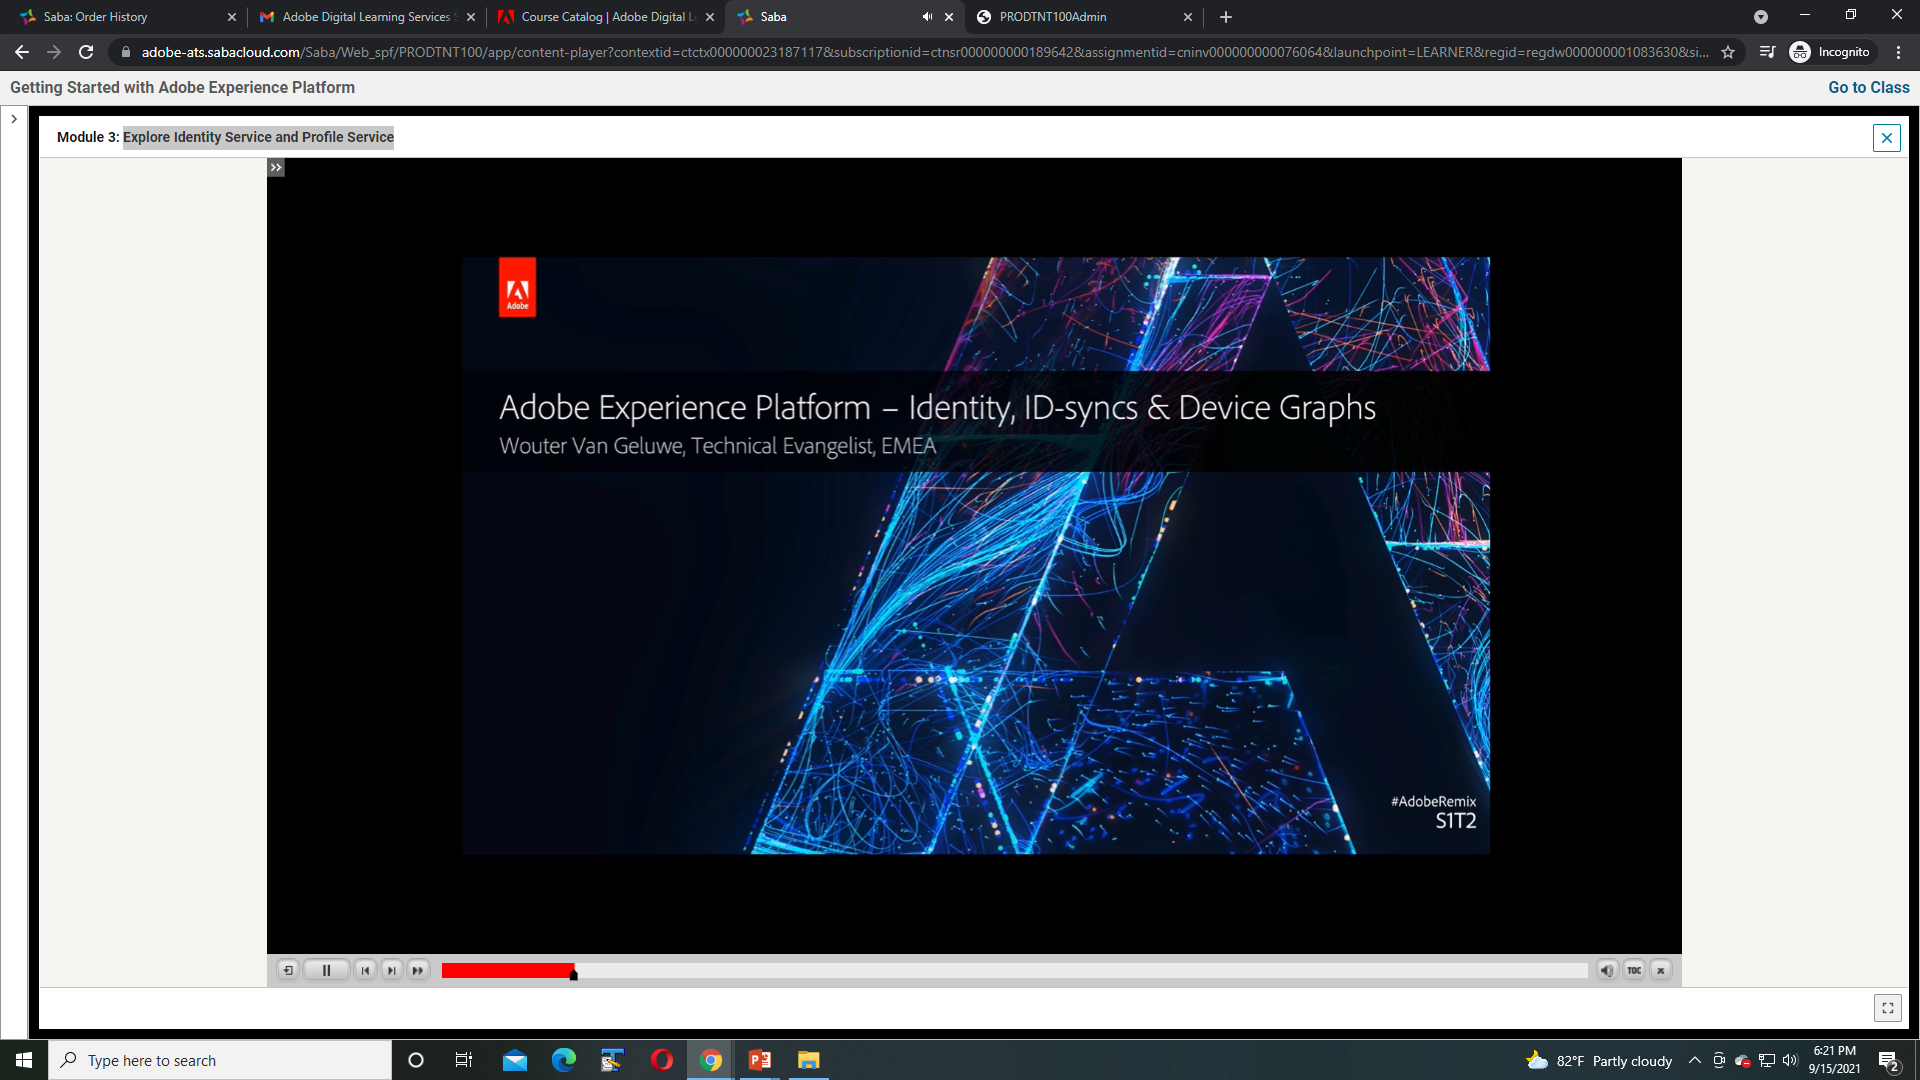 Saba: Order History
Adobe Digital Learning Services S
Course Catalog | Adobe Digital L
Saba
PRODTNT100Admin
adobe-ats.sabacloud.com/Saba/Web_spf/PRODTNT100/app/content-player?contextid=ctctx000000023187117&subscriptionid=ctnsr000000000189642&assignmentid=cninv000000000076064&launchpoint=LEARNER&regid=regdw000000001083630&si...
Incognito
Getting Started with Adobe Experience Platform
Go to Class
Module 3: Explore Identity Service and Profile Service
Adobe
Adobe Experience Platform – Identity, ID-syncs & Device Graphs
Wouter Van Geluwe, Technical Evangelist, EMEA
#AdobeRemix
S1T2
TOC
Type here to search
82°F Partly cloudy
6:21 PM
9/15/2021
2